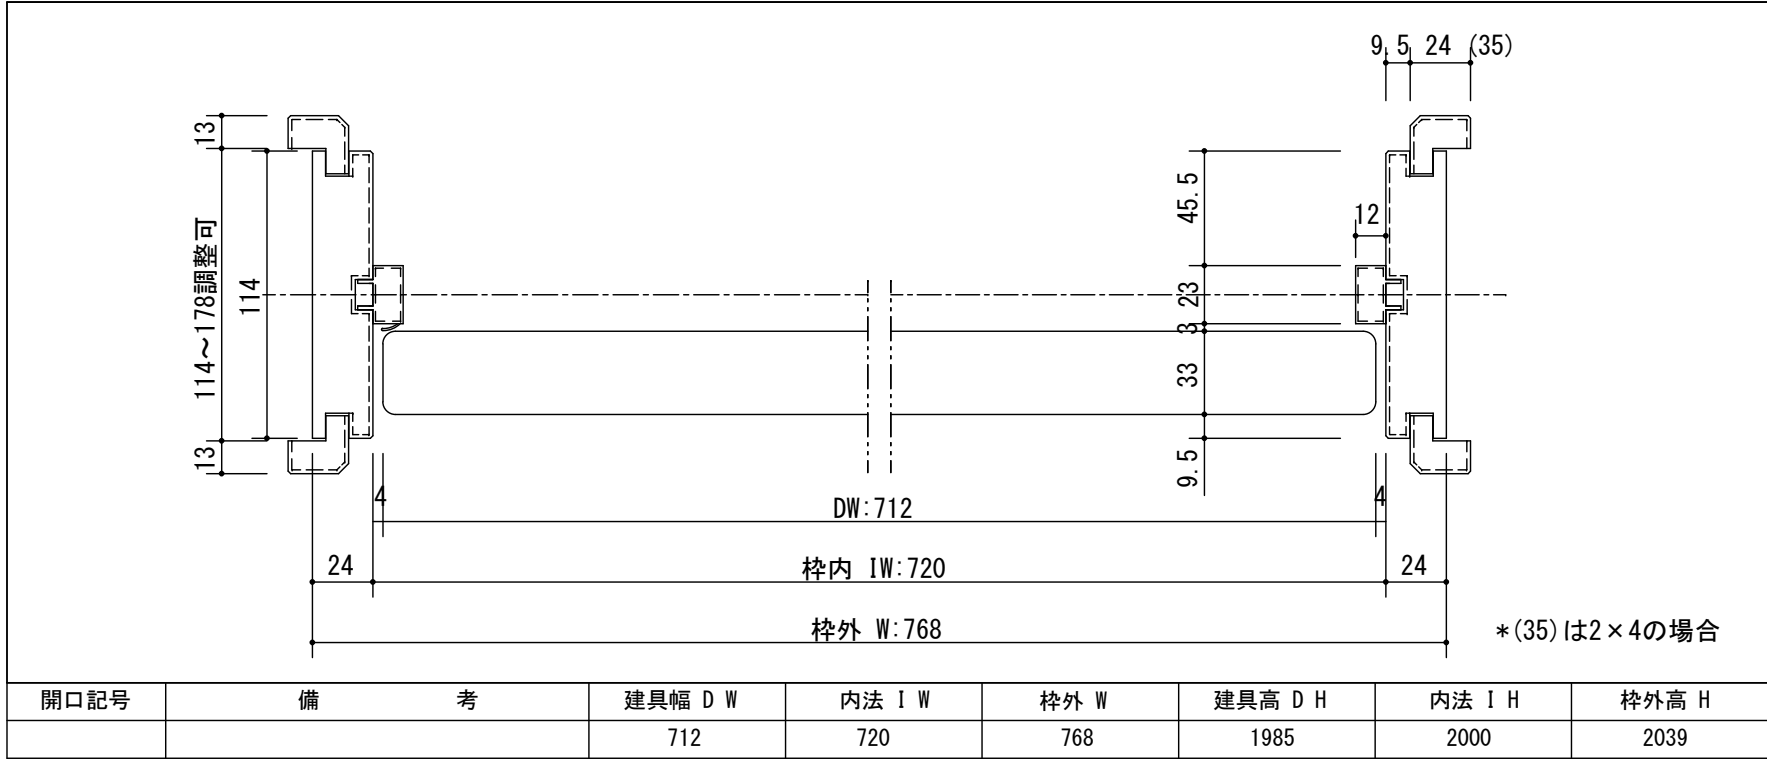 9.5 24 (35)
13
45.5
12
114～178調整可
114
23
3
33
13
9.5
4
DW:712
4
24
枠内 IW:720
24
枠外 W:768
*(35)は2×4の場合
開口記号 備 考 建具幅 D W 内法 I W 枠外 W 建具高 D H 内法 I H 枠外高 H
712 720 768 1985 2000 2039